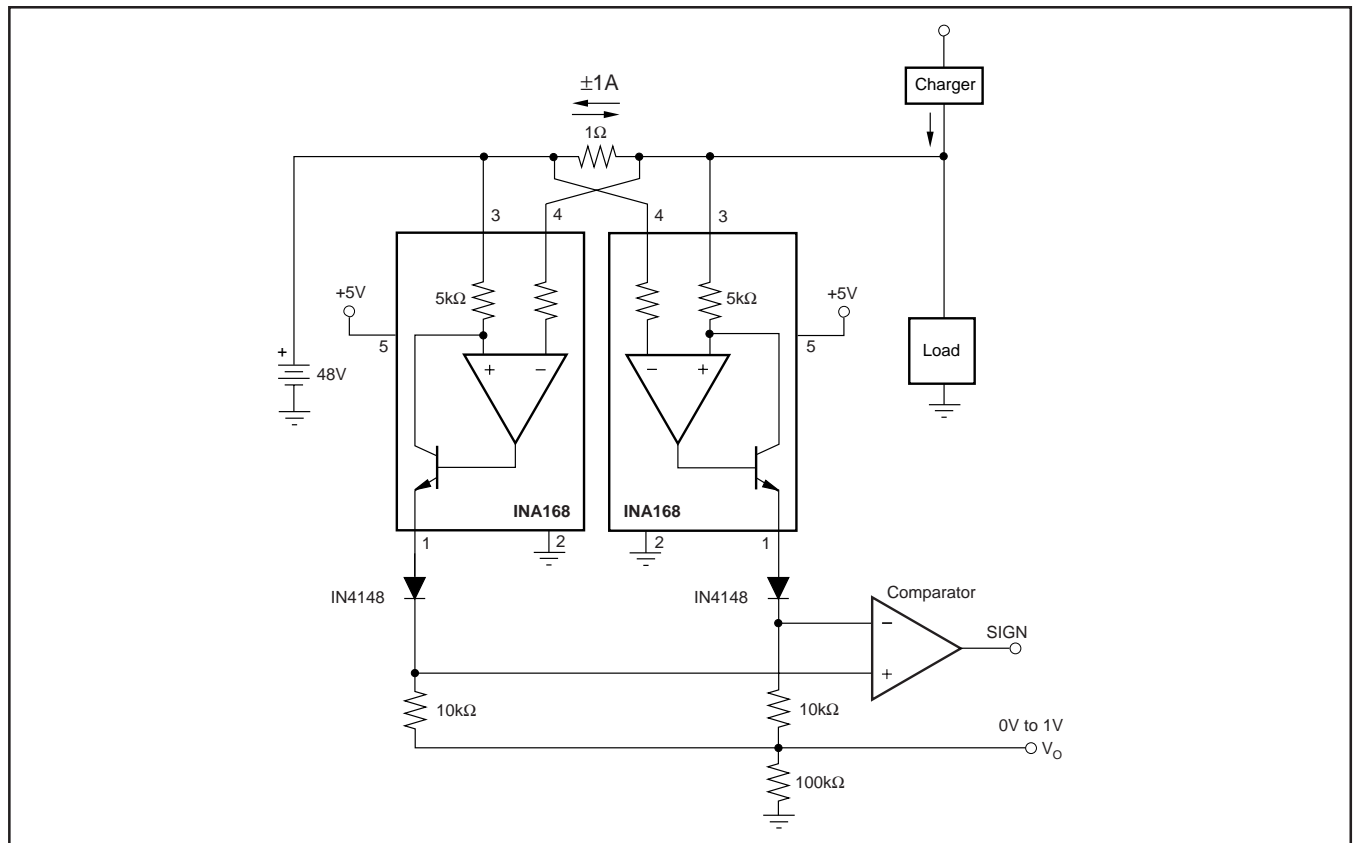 Charger
±1A
1Ω
3
4
4
3
+5V
5kΩ
5kΩ
+5V
5
5
Load
+
48V
+
−
−
+
INA168
INA168
1
2
2
1
IN4148
IN4148
Comparator
−
SIGN
+
10kΩ
10kΩ
0V to 1V
VO
100kΩ